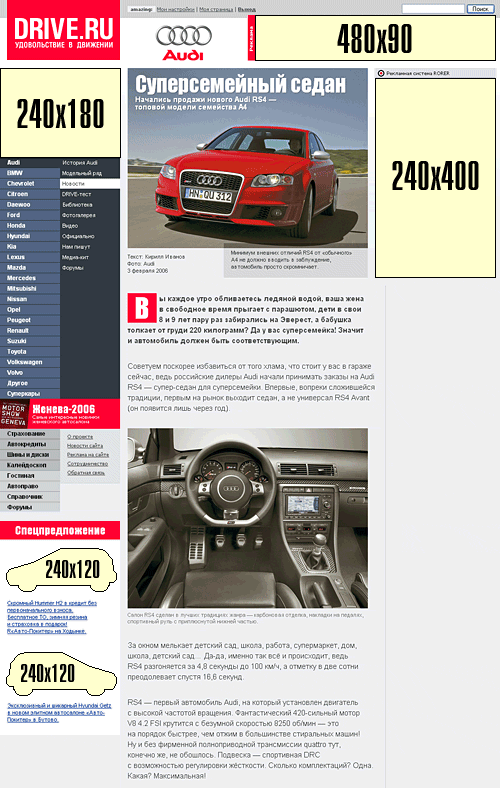 DRIVE.RU
УДОВОЛЬСТВИЕ В ДВИЖЕНИИ
amazing: Мои настройки | Моя страница | Выход
Поиск
Audi
Реклама
480x90
240x180
Audi
BMW
Chevrolet
Citroen
Daewoo
Ford
Honda
Hyundai
Kia
Lexus
Mazda
Mercedes
Mitsubishi
Nissan
Opel
Peugeot
Renault
Suzuki
Toyota
Volkswagen
Volvo
Другое
Суперкары
История Audi
Модельный ряд
Новости
DRIVE-тест
Библиотека
Фотогалерея
Видео
Официально
Нам пишут
Медиа-кит
Форумы
MOTOR SHOW GENEVA
Женева-2006
Самые интересные новинки
женевского автосалона
Страхование
Автокредиты
Шины и диски
Калейдоскоп
Гостиная
Автоправо
Справочник
Форумы
О проекте
Новости сайта
Реклама на сайте
Сотрудничество
Обратная связь
Спецпредложение
240x120
Скромный Hummer H2 в кредит без
первоначального взноса.
Бесплатное ТО, зимняя резина
и страховка в подарок!
240x120
Эксклюзивный и шикарный Hyundai Getz
в новом элитном автосалоне «Авто-
Покитер» в Бутово.
Суперсемейный седан
Начались продажи нового Audi RS4 —
топовой модели семейства A4
HN·QU 312
Текст: Кирилл Иванов
Фото: Audi
3 февраля 2006
Минимум внешних отличий RS4 от «обычного»
A4 не должно вводить в заблуждение,
автомобиль просто скромничает.
Рекламная система RORER
240x400
Вы каждое утро обливаетесь ледяной водой, ваша жена
в свободное время прыгает с парашютом, дети в свои
8 и 9 лет пару раз забирались на Эверест, а бабушка
толкает от груди 220 килограмм? Да у вас суперсемейка! Значит
и автомобиль должен быть соответствующим.
Советуем поскорее избавиться от того хлама, что стоит у вас в гараже
сейчас, ведь российские дилеры Audi начали принимать заказы на Audi
RS4 — супер-седан для суперсемейки. Впервые, вопреки сложившейся
традиции, первым на рынок выходит седан, а не универсал RS4 Avant
(он появится лишь через год).
Салон RS4 сделан в лучших традициях жанра — карбоновая отделка, накладки на педалях,
спортивный руль с приплюснутой нижней частью.
За окном мелькает детский сад, школа, работа, супермаркет, дом,
школа, детский сад... Да-да, именно так всё и происходит, ведь
RS4 разгоняется за 4,8 секунды до 100 км/ч, а отметку в две сотни
преодолевает спустя 16,6 секунд.
RS4 — первый автомобиль Audi, на который установлен двигатель
с высокой частотой вращения. Фантастический 420-сильный мотор
V8 4.2 FSI крутится с безумной скоростью 8250 об/мин — это
на порядок быстрее, чем отжим в большинстве стиральных машин!
Ну и без фирменной полноприводной трансмиссии quattro тут,
конечно же, не обошлось. Подвеска — спортивная DRC
с возможностью регулировки жёсткости. Сколько комплектаций? Одна.
Какая? Максимальная!